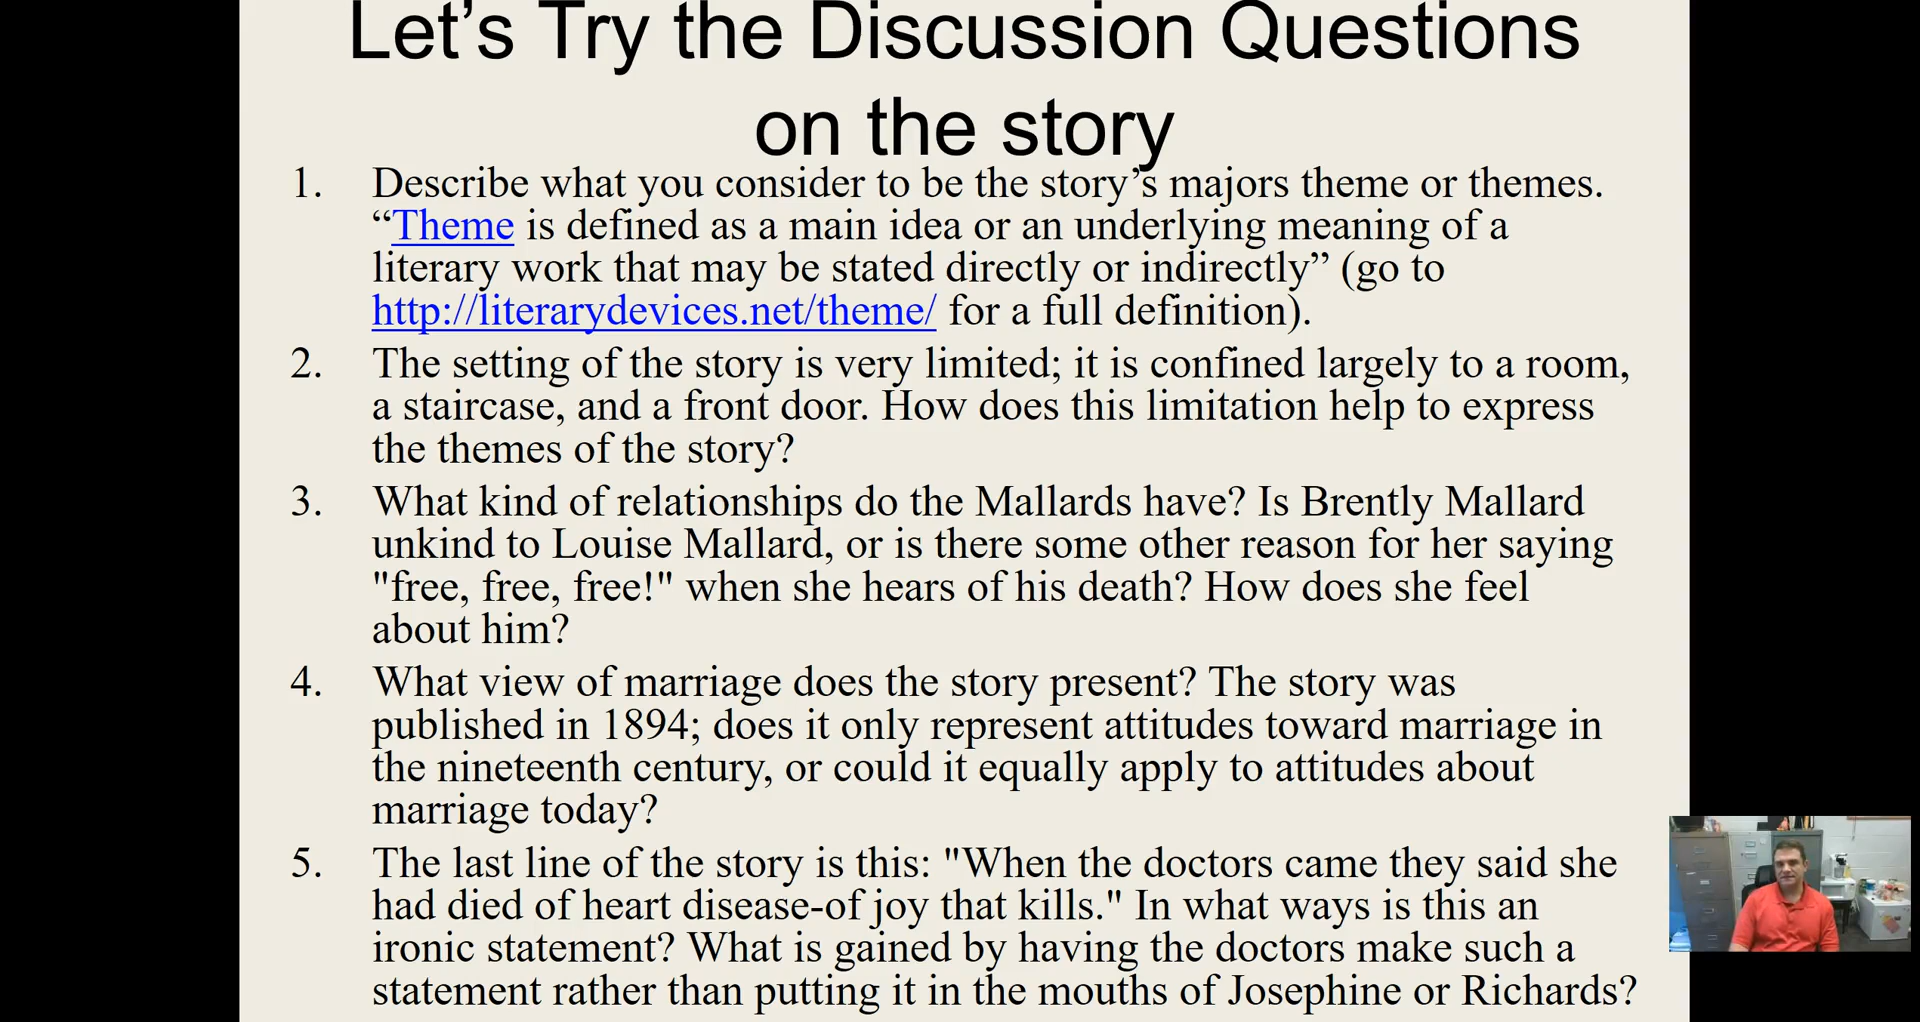 Let’s Try the Discussion Questions
on the story
1. Describe what you consider to be the story’s majors theme or themes.
“Theme is defined as a main idea or an underlying meaning of a
literary work that may be stated directly or indirectly” (go to
http://literarydevices.net/theme/ for a full definition).
2. The setting of the story is very limited; it is confined largely to a room,
a staircase, and a front door. How does this limitation help to express
the themes of the story?
3. What kind of relationships do the Mallards have? Is Brently Mallard
unkind to Louise Mallard, or is there some other reason for her saying
"free, free, free!" when she hears of his death? How does she feel
about him?
4. What view of marriage does the story present? The story was
published in 1894; does it only represent attitudes toward marriage in
the nineteenth century, or could it equally apply to attitudes about
marriage today?
5. The last line of the story is this: "When the doctors came they said she
had died of heart disease-of joy that kills." In what ways is this an
ironic statement? What is gained by having the doctors make such a
statement rather than putting it in the mouths of Josephine or Richards?